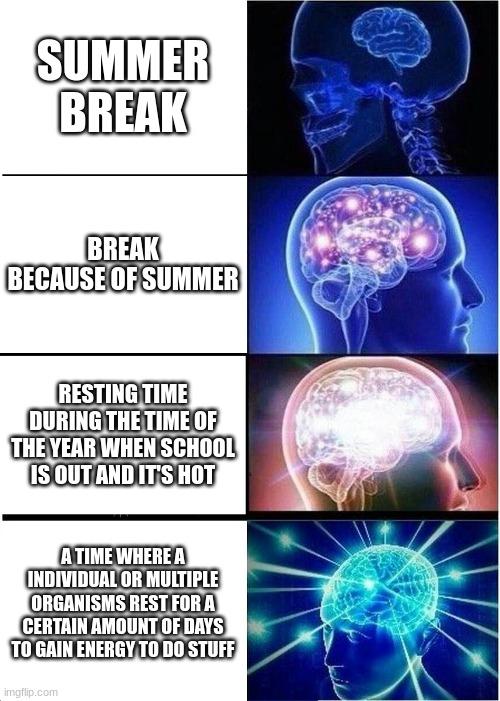 SUMMER
BREAK
BREAK
BECAUSE OF SUMMER
RESTING TIME
DURING THE TIME OF
THE YEAR WHEN SCHOOL
IS OUT AND IT'S HOT
A TIME WHERE A
INDIVIDUAL OR MULTIPLE
ORGANISMS REST FOR A
CERTAIN AMOUNT OF DAYS
TO GAIN ENERGY TO DO STUFF
imgflip.com